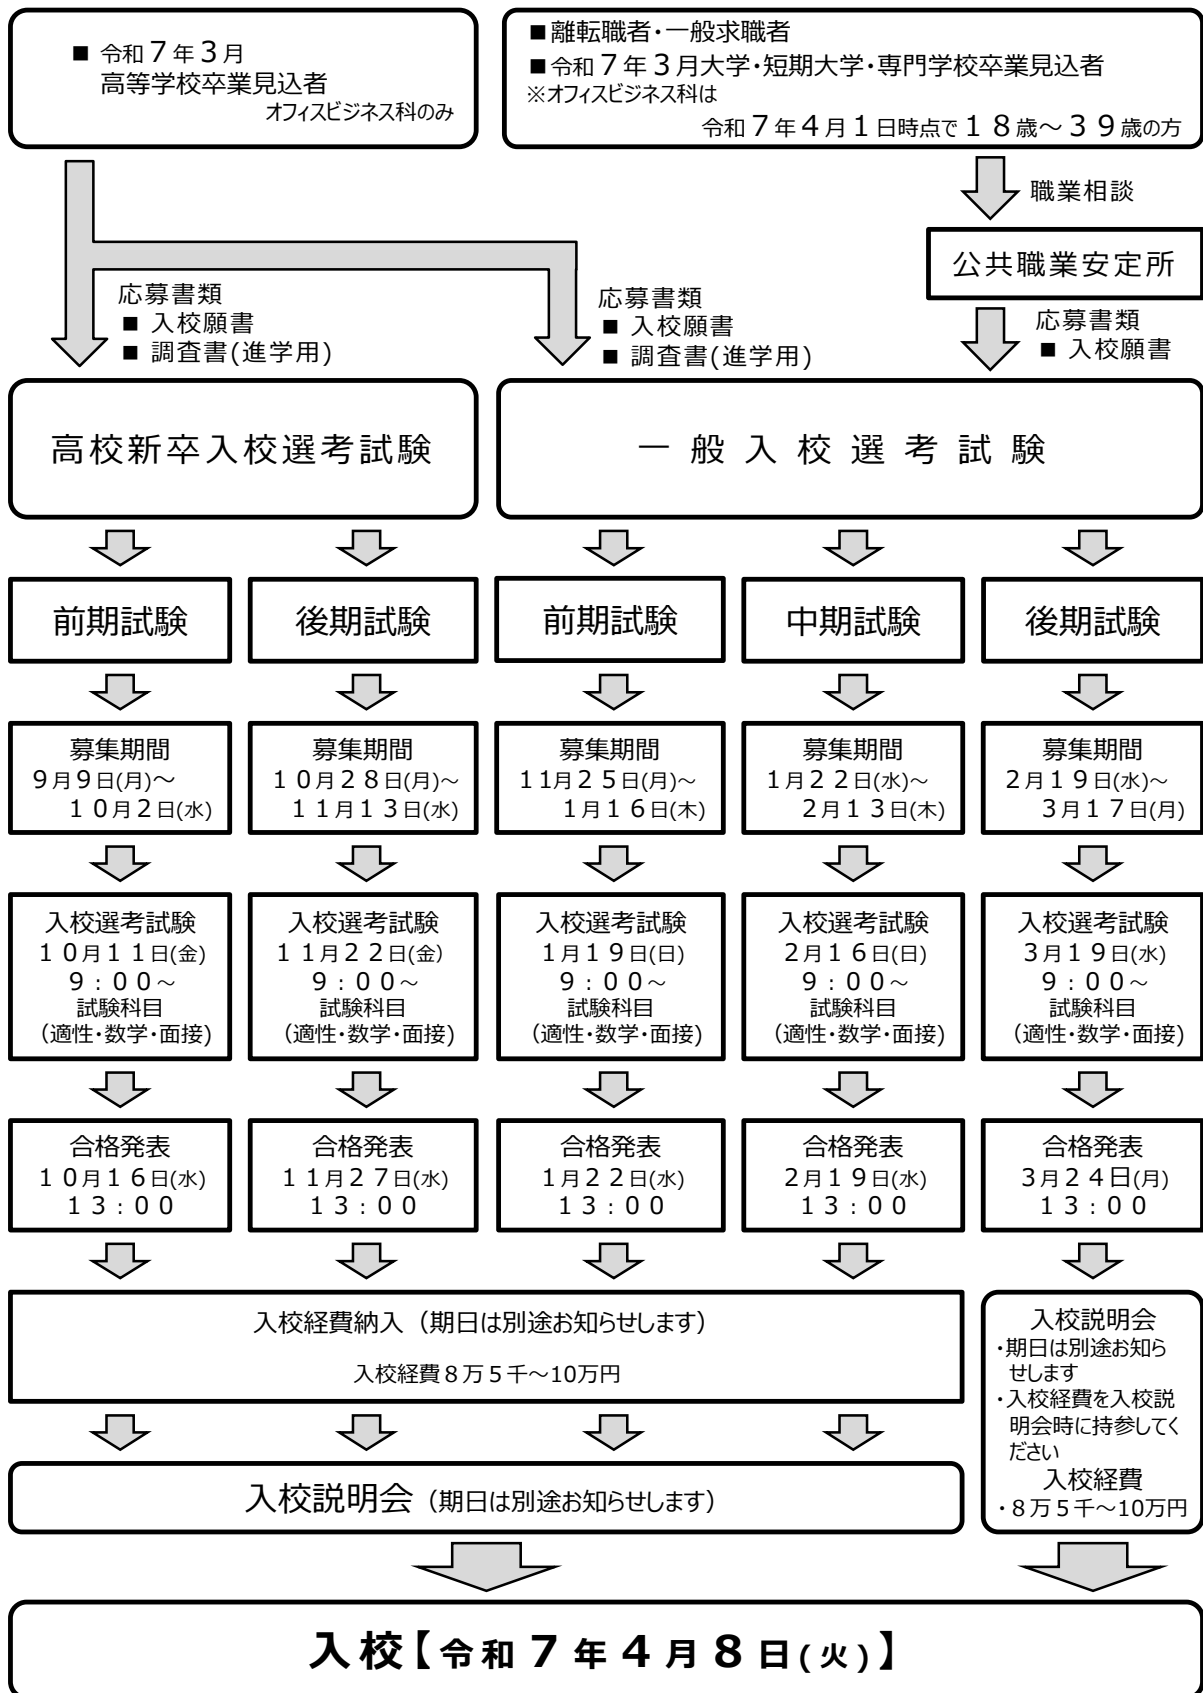 ■ 令和７年３月
高等学校卒業見込者
オフィスビジネス科のみ
■離転職者・一般求職者
■令和７年３月大学・短期大学・専門学校卒業見込者
※オフィスビジネス科は
令和７年４月１日時点で１８歳～３９歳の方
職業相談
公共職業安定所
応募書類
■ 入校願書
■ 調査書(進学用)
応募書類
■ 入校願書
■ 調査書(進学用)
応募書類
■ 入校願書
高校新卒入校選考試験
一般入校選考試験
前期試験
後期試験
前期試験
中期試験
後期試験
募集期間
９月９日(月)～
１０月２日(水)
募集期間
１０月２８日(月)～
１１月１３日(水)
募集期間
１１月２５日(月)～
１月１６日(木)
募集期間
１月２２日(水)～
２月１３日(木)
募集期間
２月１９日(水)～
３月１７日(月)
入校選考試験
１０月１１日(金)
９：００～
試験科目
(適性・数学・面接)
入校選考試験
１１月２２日(金)
９：００～
試験科目
(適性・数学・面接)
入校選考試験
１月１９日(日)
９：００～
試験科目
(適性・数学・面接)
入校選考試験
２月１６日(日)
９：００～
試験科目
(適性・数学・面接)
入校選考試験
３月１９日(水)
９：００～
試験科目
(適性・数学・面接)
合格発表
１０月１６日(水)
１３：００
合格発表
１１月２７日(水)
１３：００
合格発表
１月２２日(水)
１３：００
合格発表
２月１９日(水)
１３：００
合格発表
３月２４日(月)
１３：００
入校経費納入（期日は別途お知らせします）
入校経費８万５千～10万円
入校説明会（期日は別途お知らせします）
入校説明会
・期日は別途お知ら
せします
・入校経費を入校説
明会時に持参してく
ださい
入校経費
・８万５千～10万円
入校【令和７年４月８日(火)】